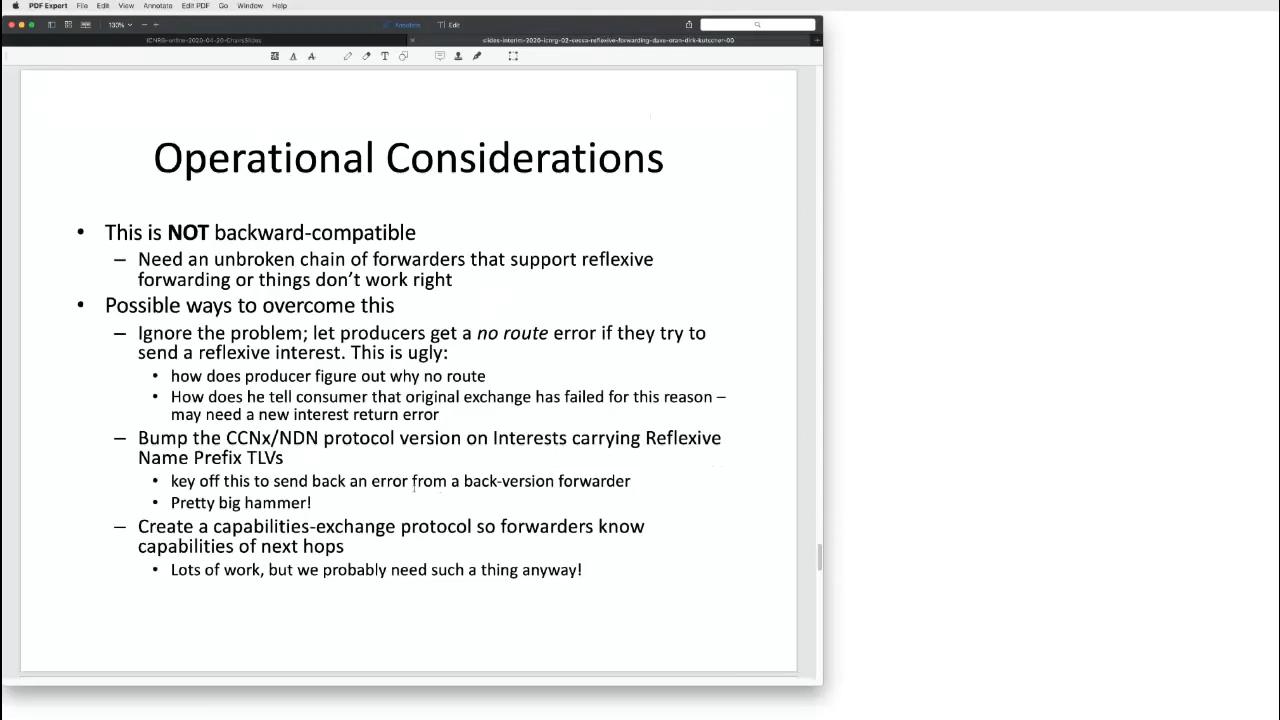 PDF Expert File Edit View Annotate Edit PDF Go Window Help
130% Annotate Edit
ICNRG-online-2020-04-20-ChairsSlides
slides-interim-2020-icnrg-02-sessa-reflexive-forwarding-dave-oran-dirk-kutscher-00
Operational Considerations
• This is NOT backward-compatible
– Need an unbroken chain of forwarders that support reflexive
forwarding or things don’t work right
• Possible ways to overcome this
– Ignore the problem; let producers get a no route error if they try to
send a reflexive interest. This is ugly:
• how does producer figure out why no route
• How does he tell consumer that original exchange has failed for this reason –
may need a new interest return error
– Bump the CCNx/NDN protocol version on Interests carrying Reflexive
Name Prefix TLVs
• key off this to send back an error from a back-version forwarder
• Pretty big hammer!
– Create a capabilities-exchange protocol so forwarders know
capabilities of next hops
• Lots of work, but we probably need such a thing anyway!